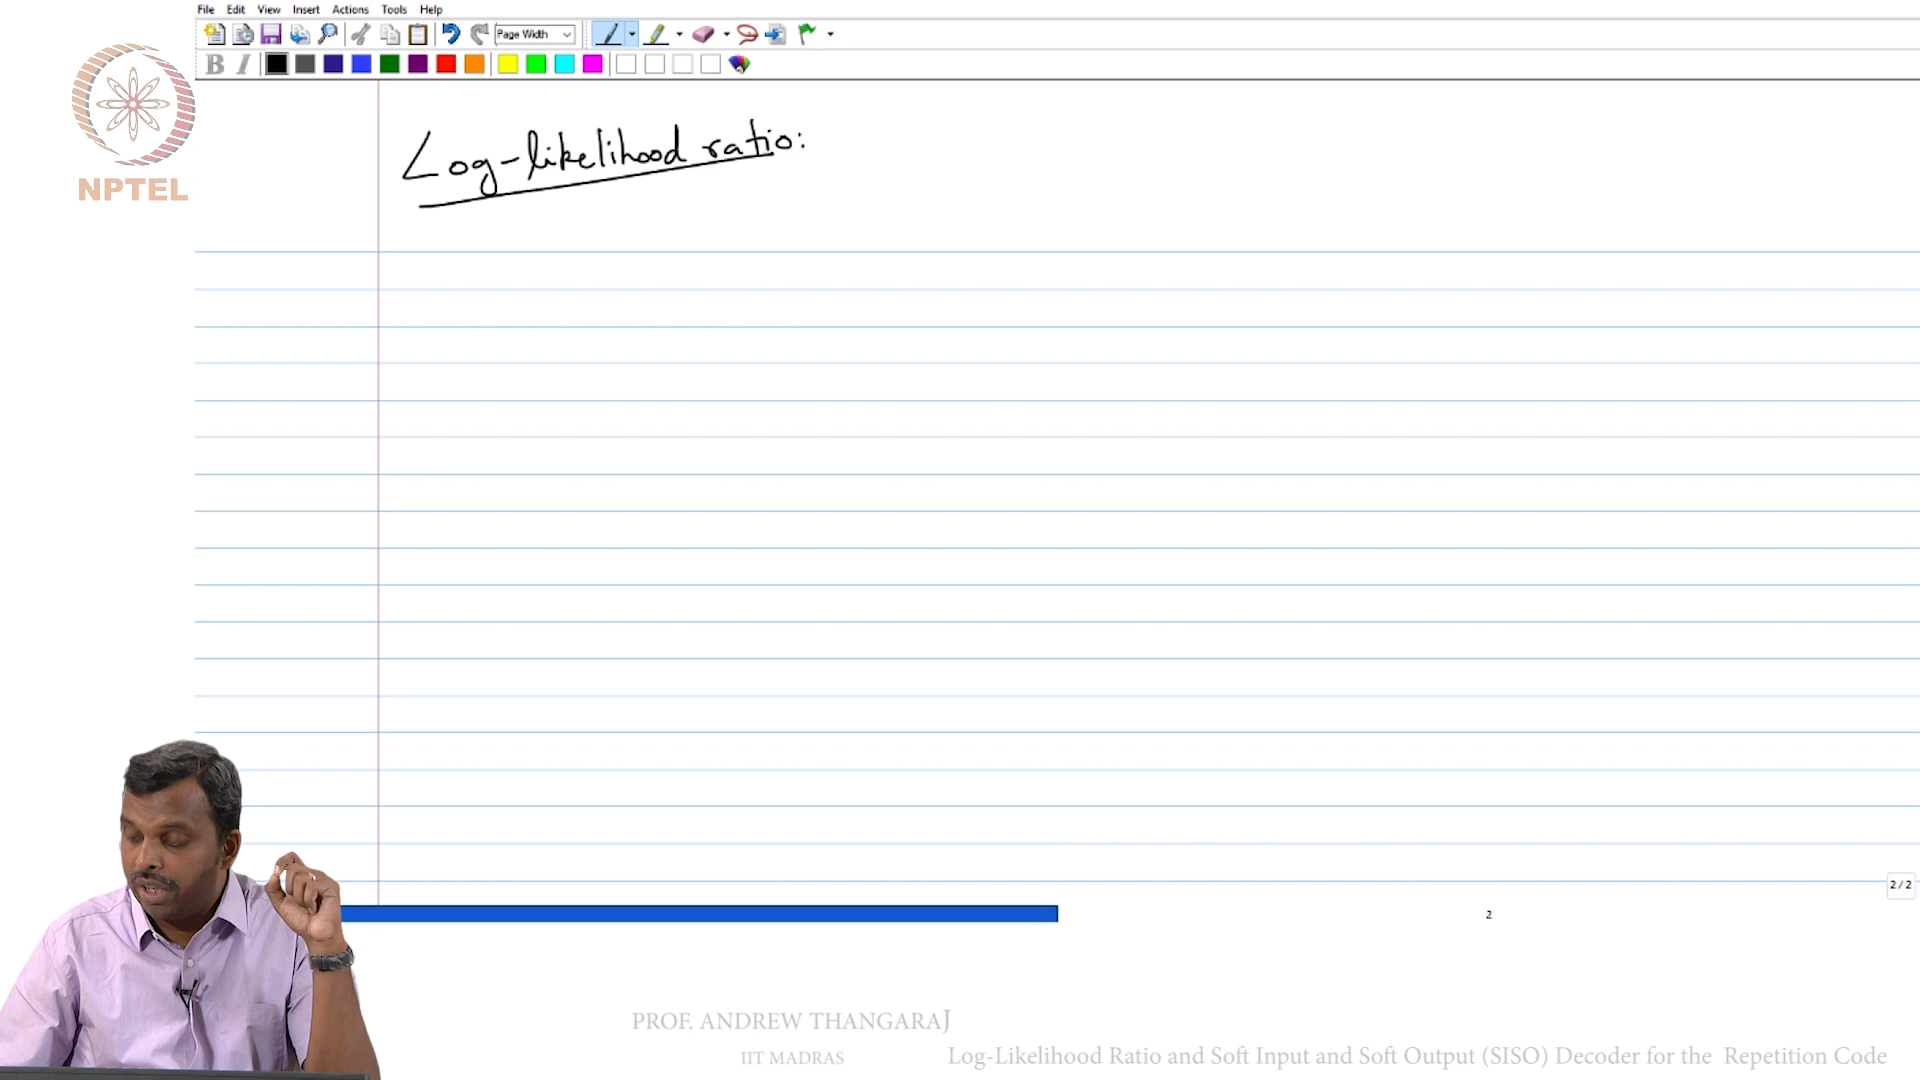 File Edit View Insert Actions Tools Help
Page Width
B I
NPTEL
Log-likelihood ratio:
2 / 2
2
PROF. ANDREW THANGARAJ
IIT MADRAS
Log-Likelihood Ratio and Soft Input and Soft Output (SISO) Decoder for the Repetition Code